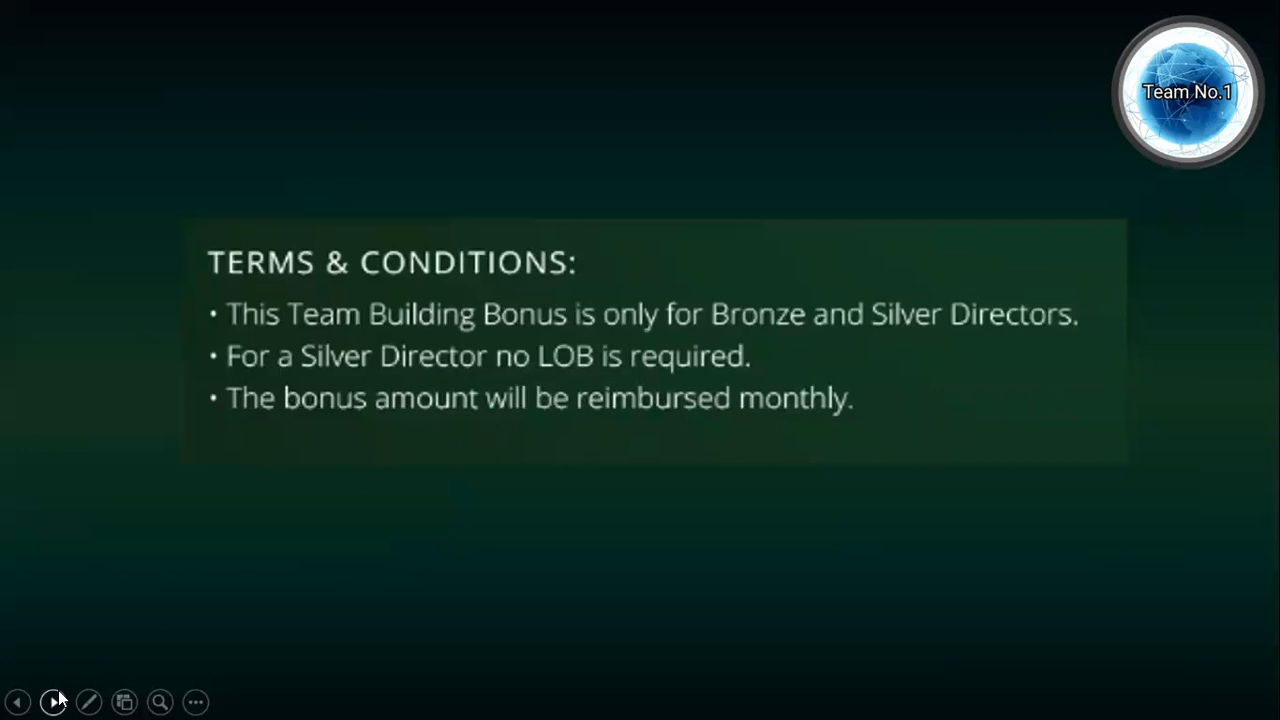 Team No.1
TERMS & CONDITIONS:
• This Team Building Bonus is only for Bronze and Silver Directors.
• For a Silver Director no LOB is required.
• The bonus amount will be reimbursed monthly.